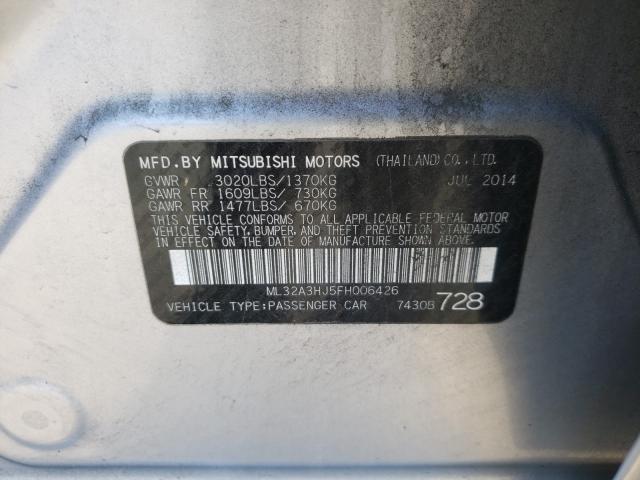 MFD.BY MITSUBISHI MOTORS (THAILAND)CO.,LTD.
GVWR 3020LBS/1370KG JUL 2014
GAWR FR 1609LBS/ 730KG
GAWR RR 1477LBS/ 670KG
THIS VEHICLE CONFORMS TO ALL APPLICABLE FEDERAL MOTOR
VEHICLE SAFETY, BUMPER, AND THEFT PREVENTION STANDARDS
IN EFFECT ON THE DATE OF MANUFACTURE SHOWN ABOVE.
ML32A3HJ5FH006426
VEHICLE TYPE:PASSENGER CAR 7430B 728